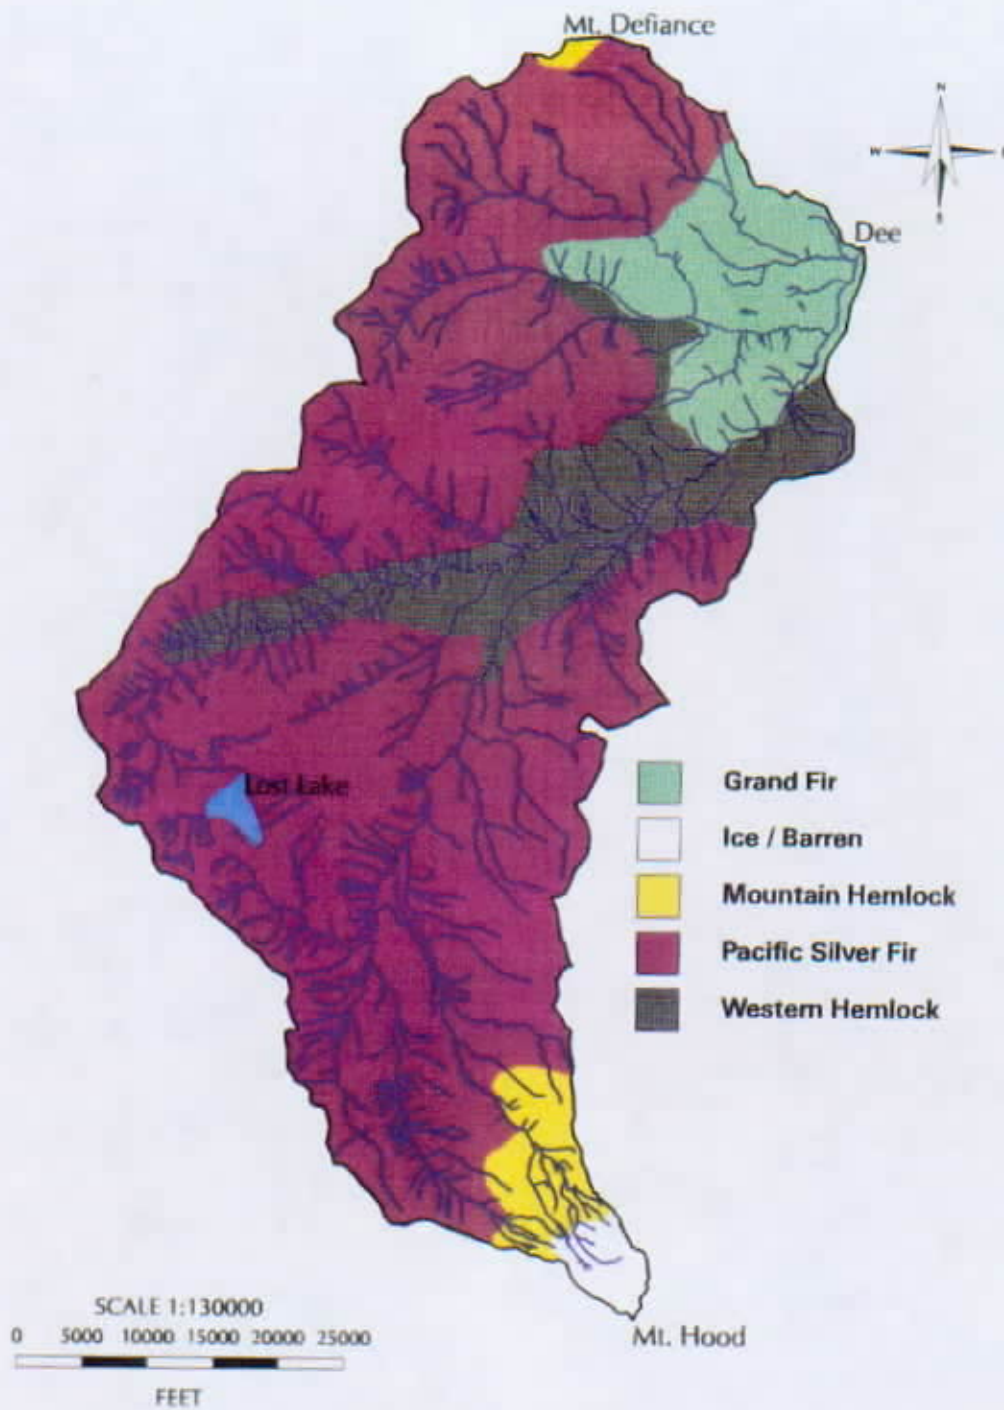 Mt. Defiance
N
W
S
Dee
Lost Lake
Grand Fir
Ice / Barren
Mountain Hemlock
Pacific Silver Fir
Western Hemlock
SCALE 1:130000
0 5000 10000 15000 20000 25000
FEET
Mt. Hood